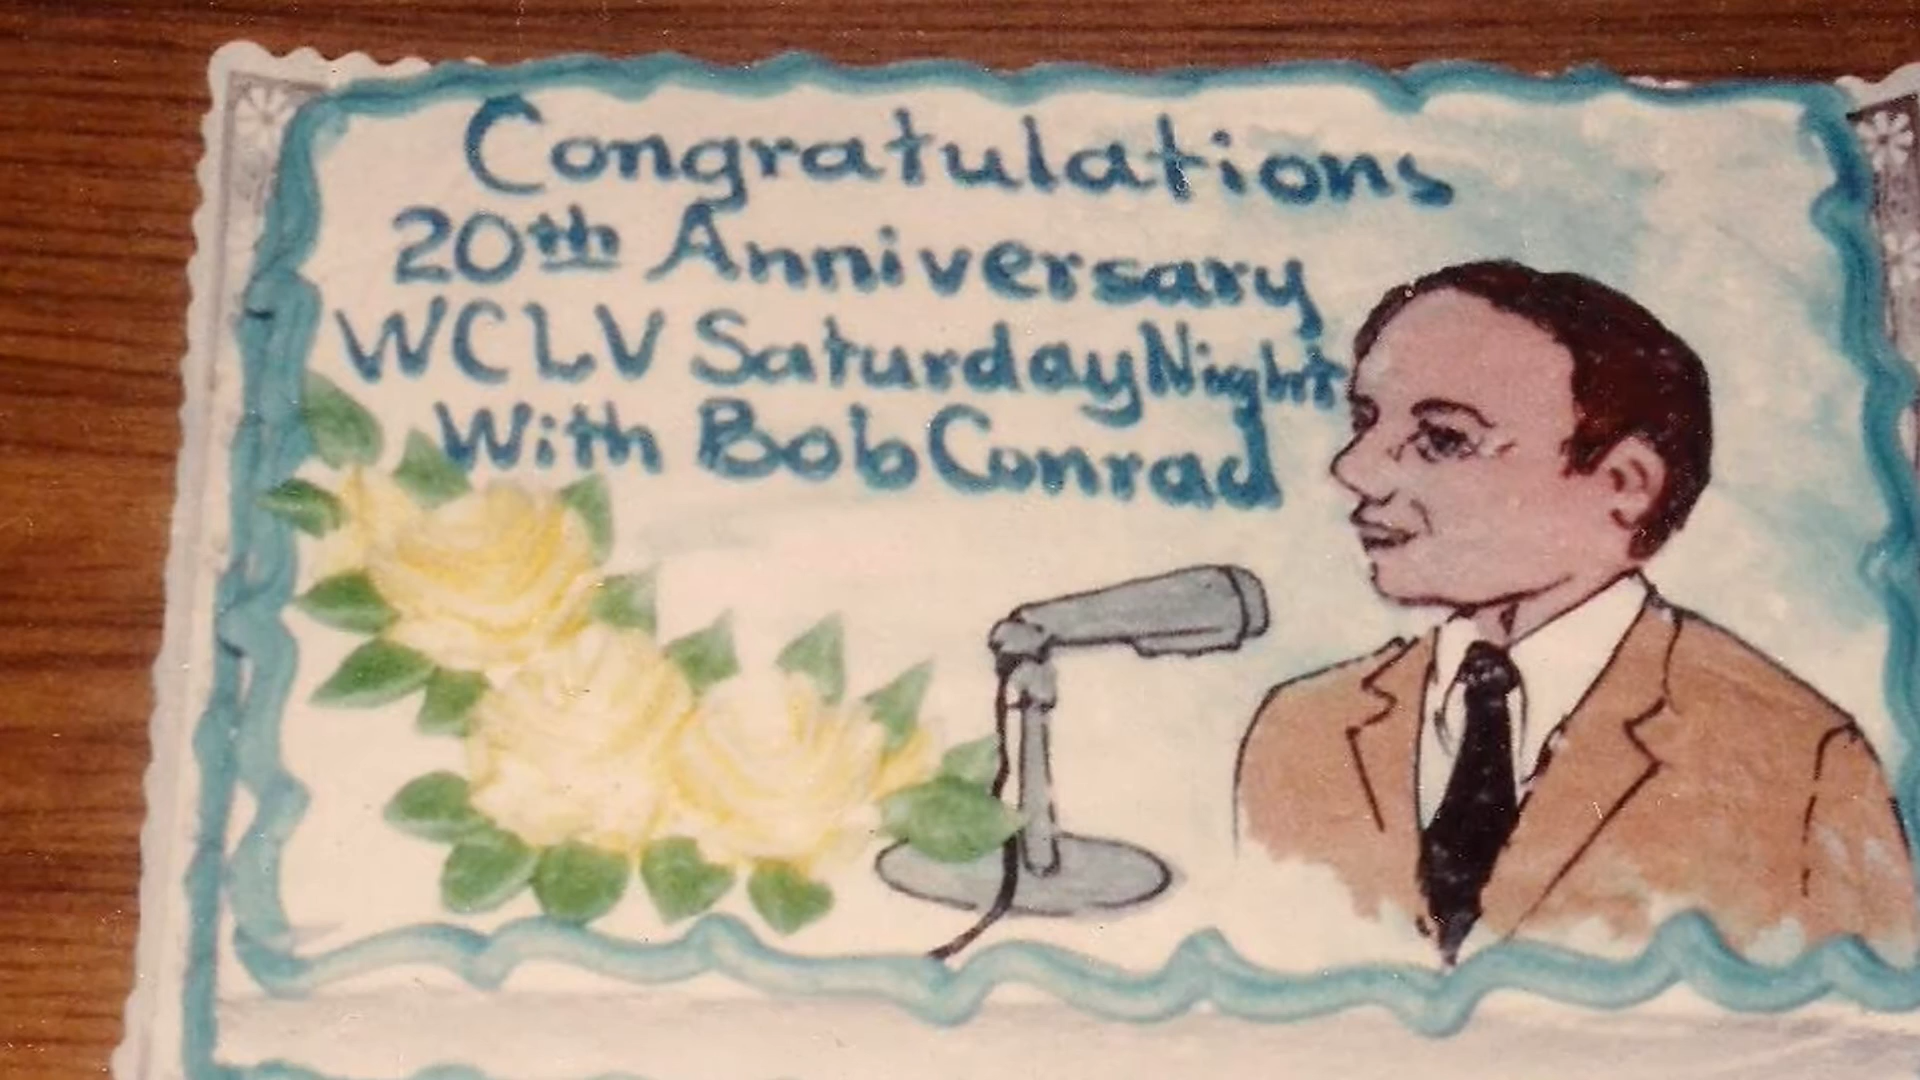 Congratulations
20th Anniversary
WCLV Saturday Night
With Bob Conrad